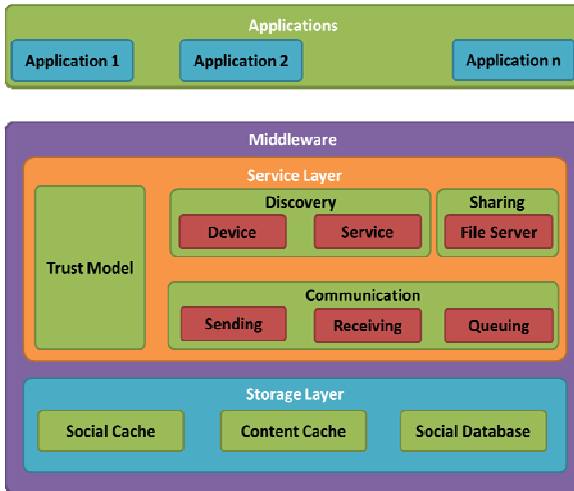 Applications
Application 1
Application 2
Application n
Middleware
Service Layer
Trust Model
Discovery
Device
Service
Sharing
File Server
Communication
Sending
Receiving
Queuing
Storage Layer
Social Cache
Content Cache
Social Database